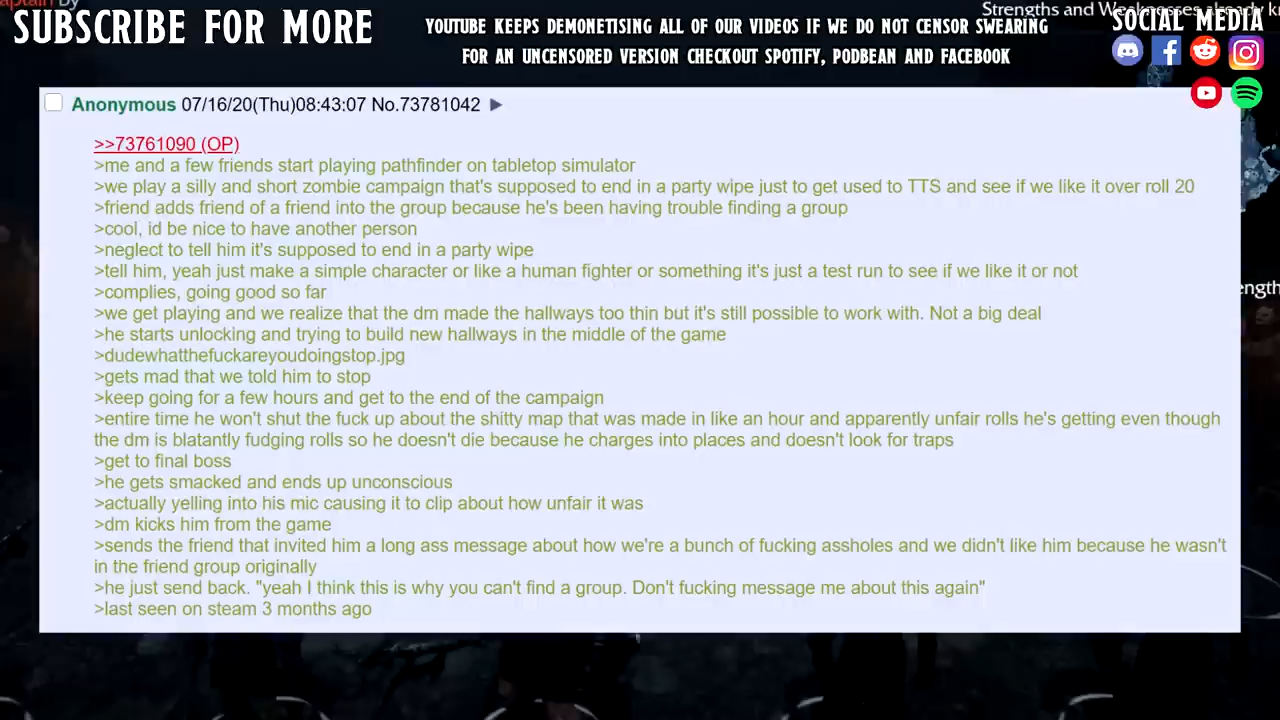 aptain By
Strengths and Weaknesses already k
SUBSCRIBE FOR MORE
YOUTUBE KEEPS DEMONETISING ALL OF OUR VIDEOS IF WE DO NOT CENSOR SWEARING
FOR AN UNCENSORED VERSION CHECKOUT SPOTIFY, PODBEAN AND FACEBOOK
SOCIAL MEDIA
Anonymous 07/16/20(Thu)08:43:07 No.73781042 ▶
>>73761090 (OP)
>me and a few friends start playing pathfinder on tabletop simulator
>we play a silly and short zombie campaign that's supposed to end in a party wipe just to get used to TTS and see if we like it over roll 20
>friend adds friend of a friend into the group because he's been having trouble finding a group
>cool, id be nice to have another person
>neglect to tell him it's supposed to end in a party wipe
>tell him, yeah just make a simple character or like a human fighter or something it's just a test run to see if we like it or not
>complies, going good so far
>we get playing and we realize that the dm made the hallways too thin but it's still possible to work with. Not a big deal
>he starts unlocking and trying to build new hallways in the middle of the game
>dudewhatthefuckareyoudoingstop.jpg
>gets mad that we told him to stop
>keep going for a few hours and get to the end of the campaign
>entire time he won't shut the fuck up about the shitty map that was made in like an hour and apparently unfair rolls he's getting even though
the dm is blatantly fudging rolls so he doesn't die because he charges into places and doesn't look for traps
>get to final boss
>he gets smacked and ends up unconscious
>actually yelling into his mic causing it to clip about how unfair it was
>dm kicks him from the game
>sends the friend that invited him a long ass message about how we're a bunch of fucking assholes and we didn't like him because he wasn't
in the friend group originally
>he just send back. "yeah I think this is why you can't find a group. Don't fucking message me about this again"
>last seen on steam 3 months ago
ength